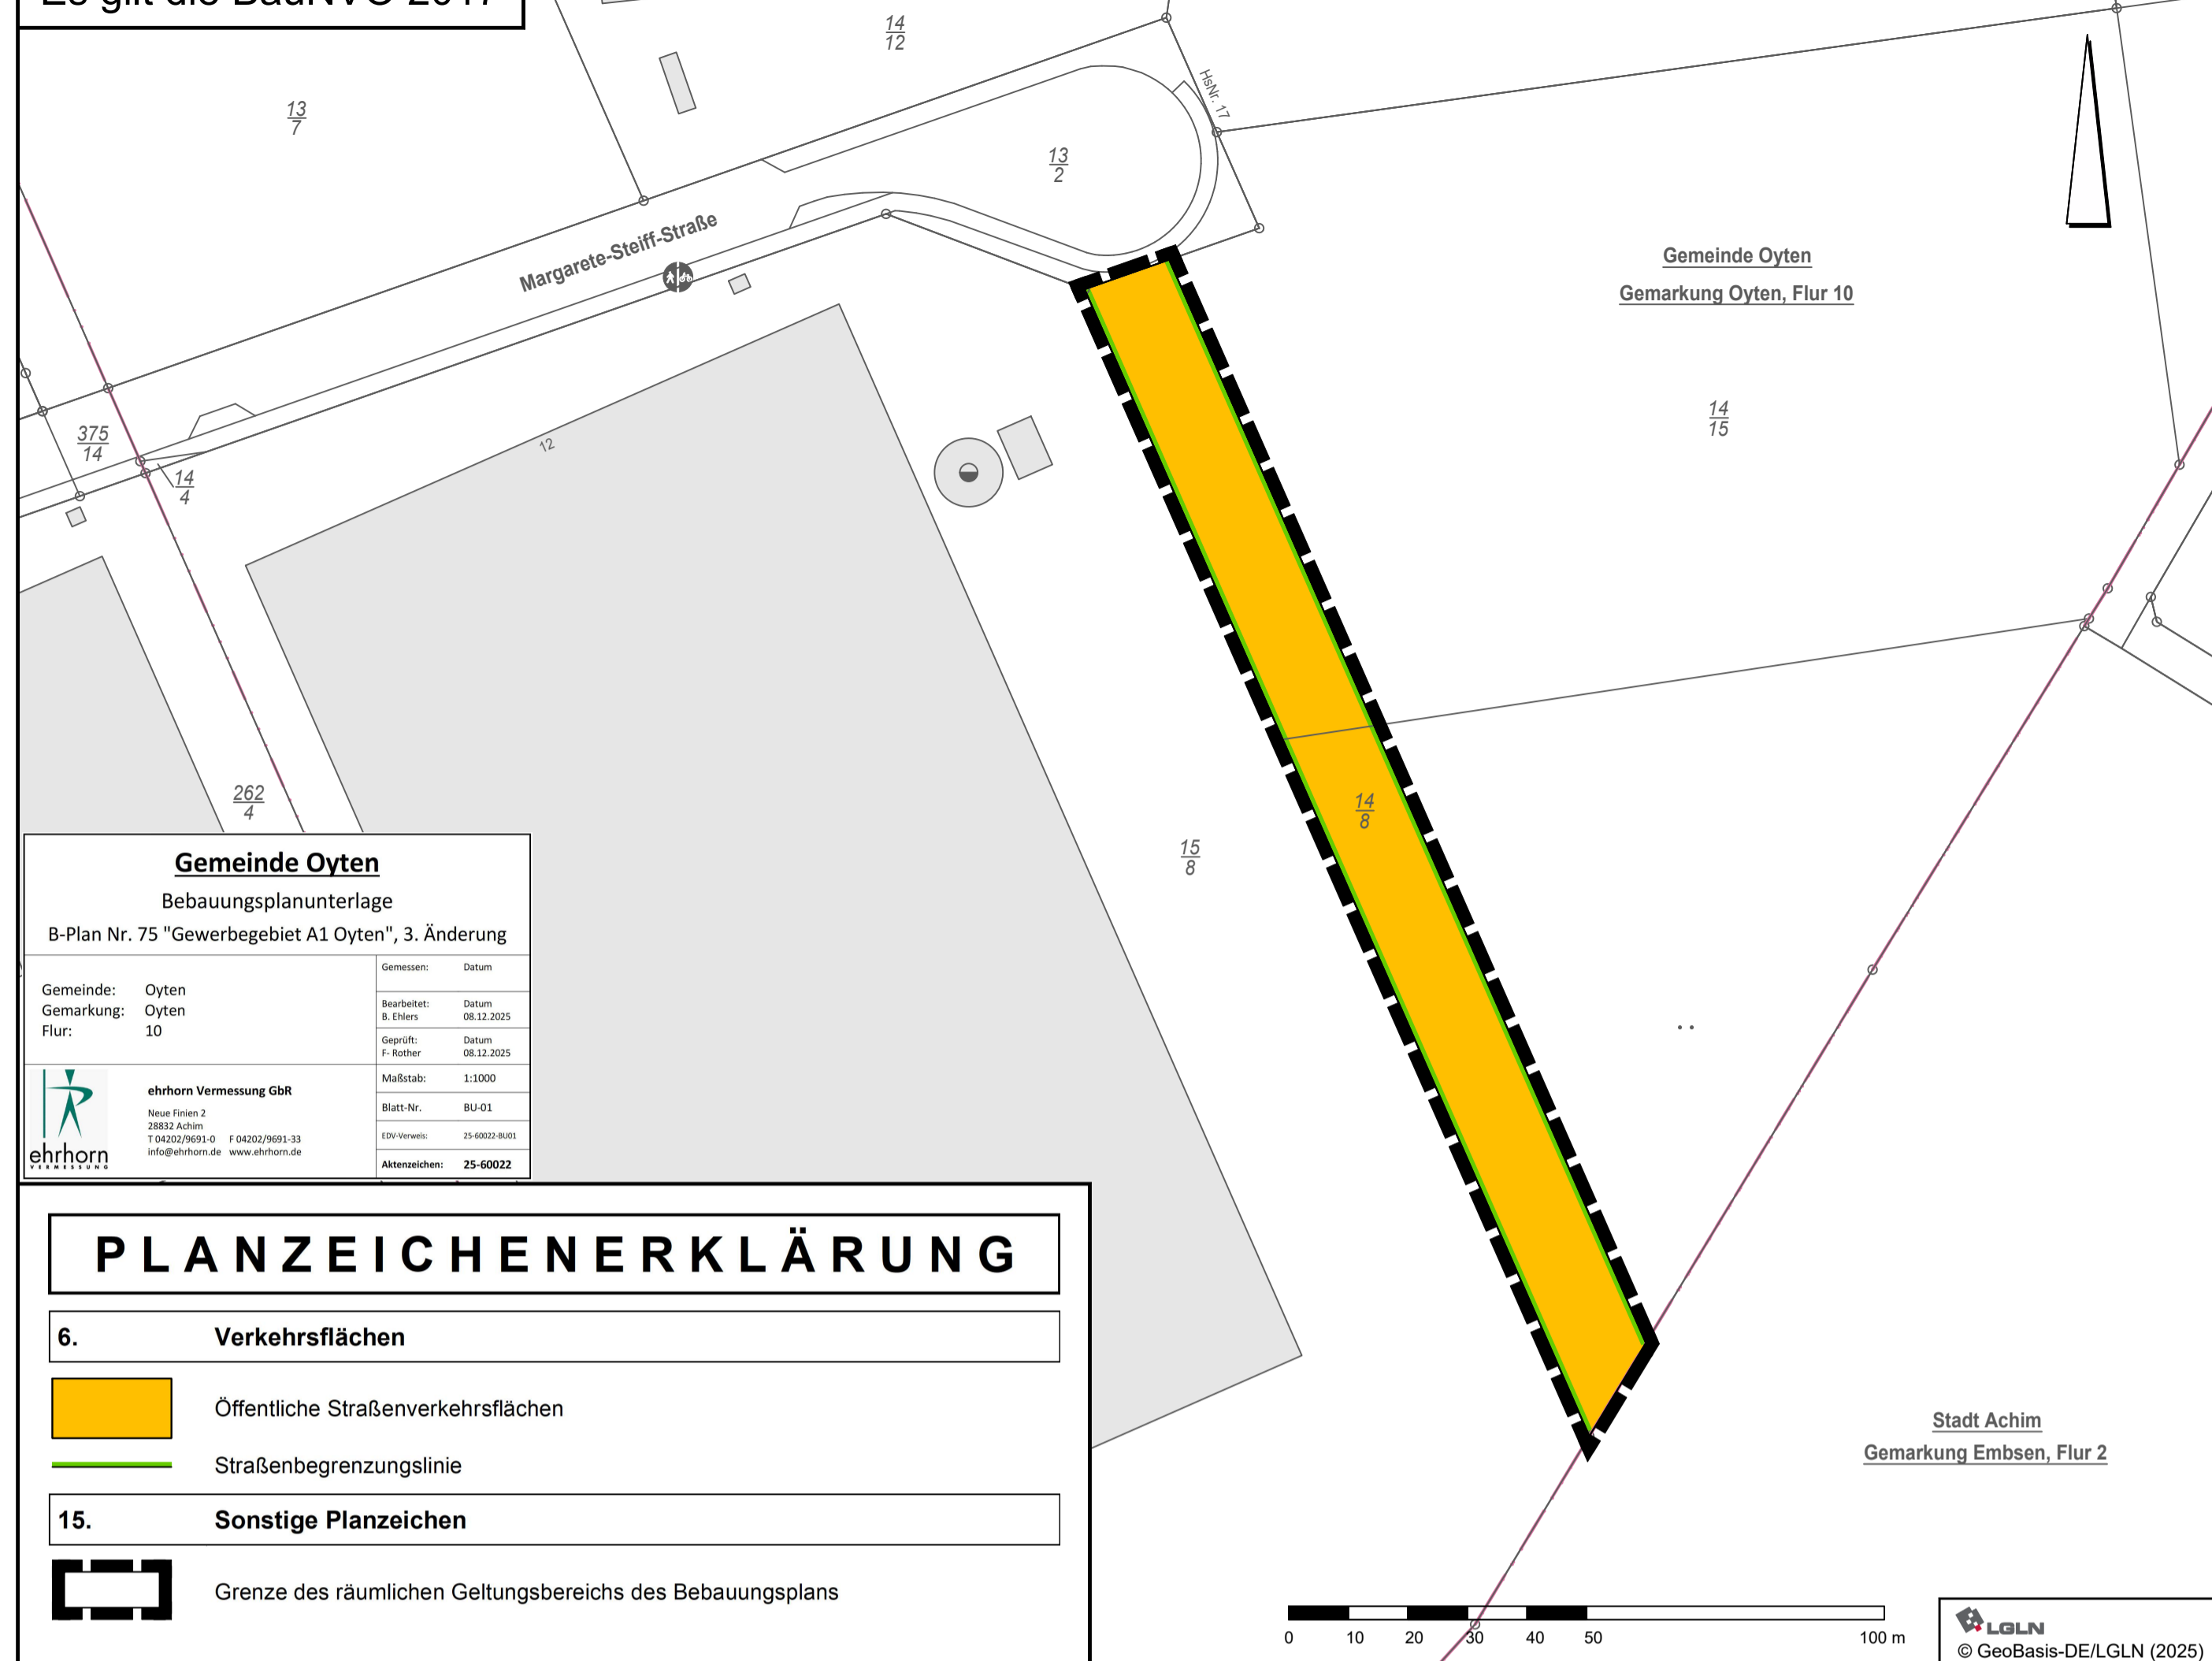 Es gilt die BauNVO 2017
14
12
HsNr. 17
13
7
13
2
Margarete-Steiff-Straße
Gemeinde Oyten
Gemarkung Oyten, Flur 10
14
15
375
14
14
4
12
262
4
14
8
15
8
Gemeinde Oyten
Bebauungsplanunterlage
B-Plan Nr. 75 "Gewerbegebiet A1 Oyten", 3. Änderung
Gemeinde: Oyten
Gemarkung: Oyten
Flur: 10
Gemessen: Datum
Bearbeitet: Datum
B. Ehlers 08.12.2025
Geprüft: Datum
F- Rother 08.12.2025
Maßstab: 1:1000
Blatt-Nr. BU-01
EDV-Verweis: 25-60022-BU01
Aktenzeichen: 25-60022
ehrhorn
VERMESSUNG
ehrhorn Vermessung GbR
Neue Finien 2
28832 Achim
T 04202/9691-0 F 04202/9691-33
info@ehrhorn.de www.ehrhorn.de
PLANZEICHENERKLÄRUNG
6. Verkehrsflächen
Öffentliche Straßenverkehrsflächen
Straßenbegrenzungslinie
15. Sonstige Planzeichen
Grenze des räumlichen Geltungsbereichs des Bebauungsplans
Stadt Achim
Gemarkung Embsen, Flur 2
0 10 20 30 40 50 100 m
LGLN
© GeoBasis-DE/LGLN (2025)